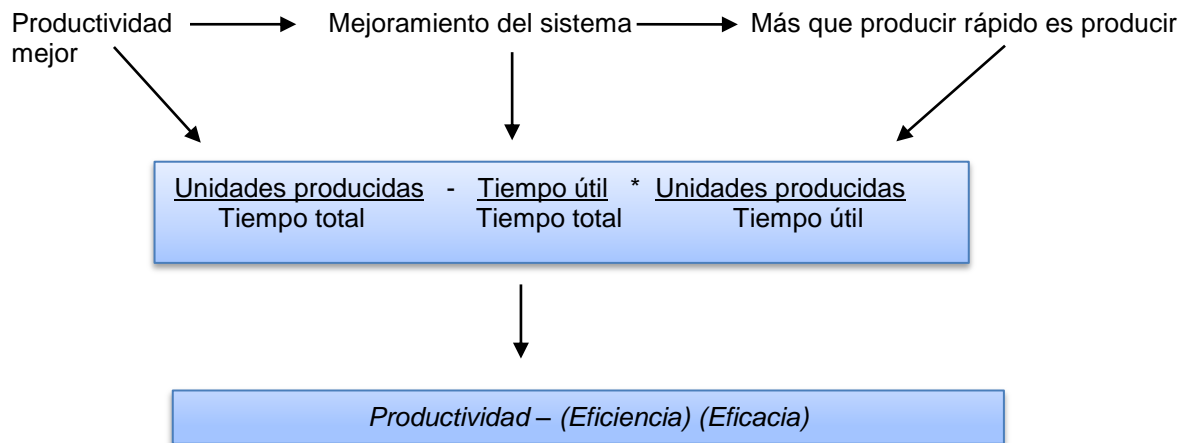 Productividad Mejoramiento del sistema Más que producir rápido es producir
mejor
Unidades producidas - Tiempo útil * Unidades producidas
Tiempo total Tiempo total Tiempo útil
Productividad – (Eficiencia) (Eficacia)